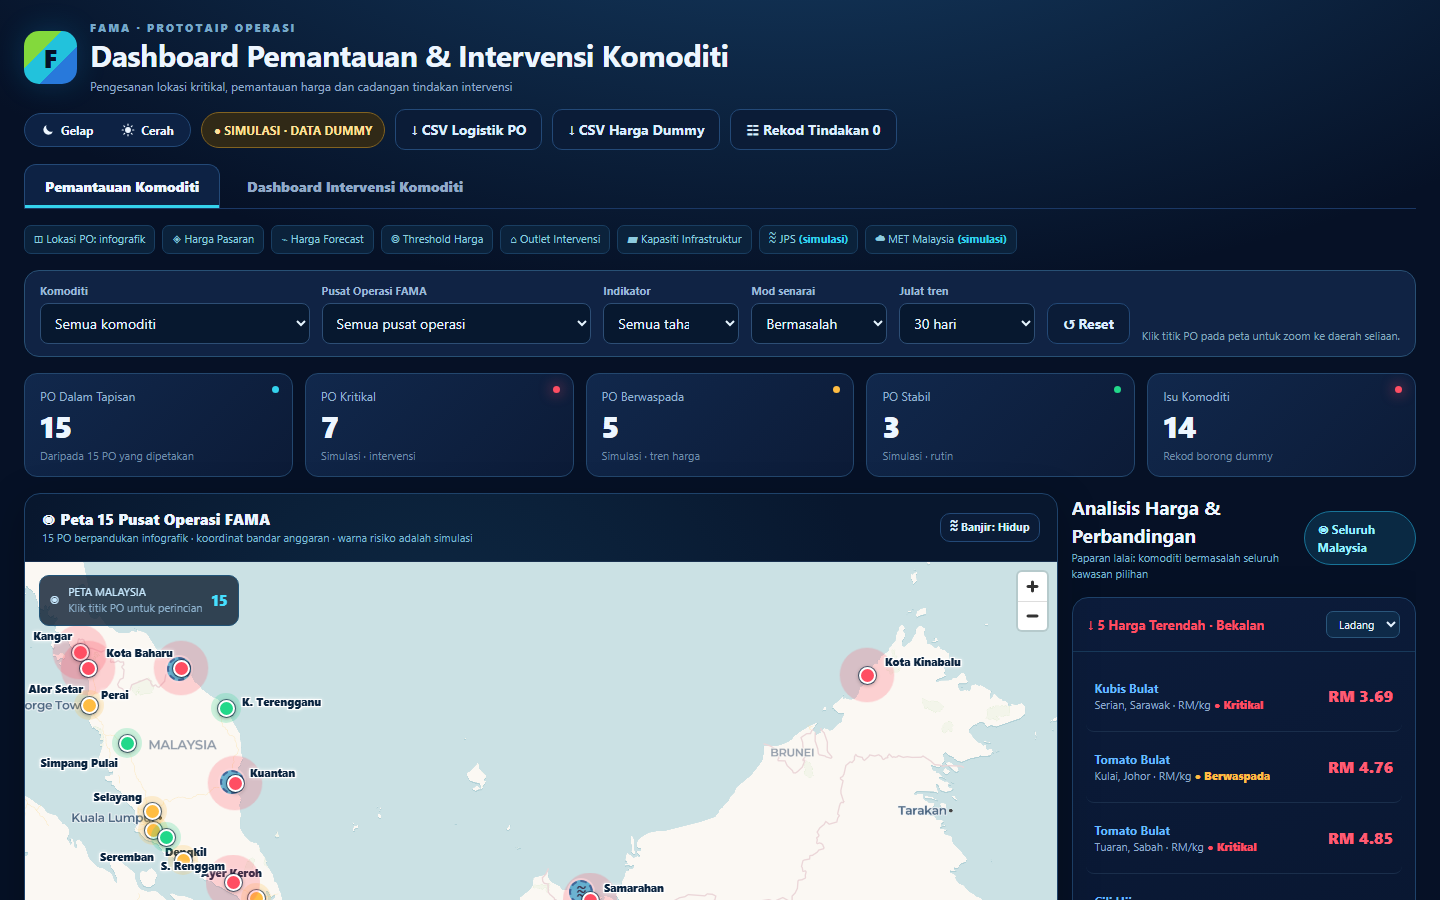 FAMA · PROTOTAIP OPERASI
F
Dashboard Pemantauan & Intervensi Komoditi
Pengesanan lokasi kritikal, pemantauan harga dan cadangan tindakan intervensi
Gelap
Cerah
● SIMULASI · DATA DUMMY
↓ CSV Logistik PO
↓ CSV Harga Dummy
☷ Rekod Tindakan 0
Pemantauan Komoditi
Dashboard Intervensi Komoditi
Lokasi PO: infografik
Harga Pasaran
Harga Forecast
Threshold Harga
Outlet Intervensi
Kapasiti Infrastruktur
JPS (simulasi)
MET Malaysia (simulasi)
Komoditi
Pusat Operasi FAMA
Indikator
Mod senarai
Julat tren
Semua komoditi
Semua pusat operasi
Semua taha
Bermasalah
30 hari
↺ Reset
Klik titik PO pada peta untuk zoom ke daerah seliaan.
PO Dalam Tapisan
15
Daripada 15 PO yang dipetakan
PO Kritikal
7
Simulasi · intervensi
PO Berwaspada
5
Simulasi · tren harga
PO Stabil
3
Simulasi · rutin
Isu Komoditi
14
Rekod borong dummy
Peta 15 Pusat Operasi FAMA
15 PO berpandukan infografik · koordinat bandar anggaran · warna risiko adalah simulasi
Banjir: Hidup
PETA MALAYSIA
Klik titik PO untuk perincian
15
+
−
Kangar
Kota Baharu
Alor Setar
Perai
orge Tow
K. Terengganu
MALAYSIA
Simpang Pulai
Kuantan
Selayang
Kuala Lump
Seremban
Dengkil
S. Renggam
Ayer Keroh
Kota Kinabalu
BRUNEI
Tarakan
Samarahan
Analisis Harga &
Perbandingan
Paparan lalai: komoditi bermasalah seluruh
kawasan pilihan
Seluruh
Malaysia
↓ 5 Harga Terendah · Bekalan
Ladang
Kubis Bulat
Serian, Sarawak · RM/kg ● Kritikal
RM 3.69
Tomato Bulat
Kulai, Johor · RM/kg ● Berwaspada
RM 4.76
Tomato Bulat
Tuaran, Sabah · RM/kg ● Kritikal
RM 4.85